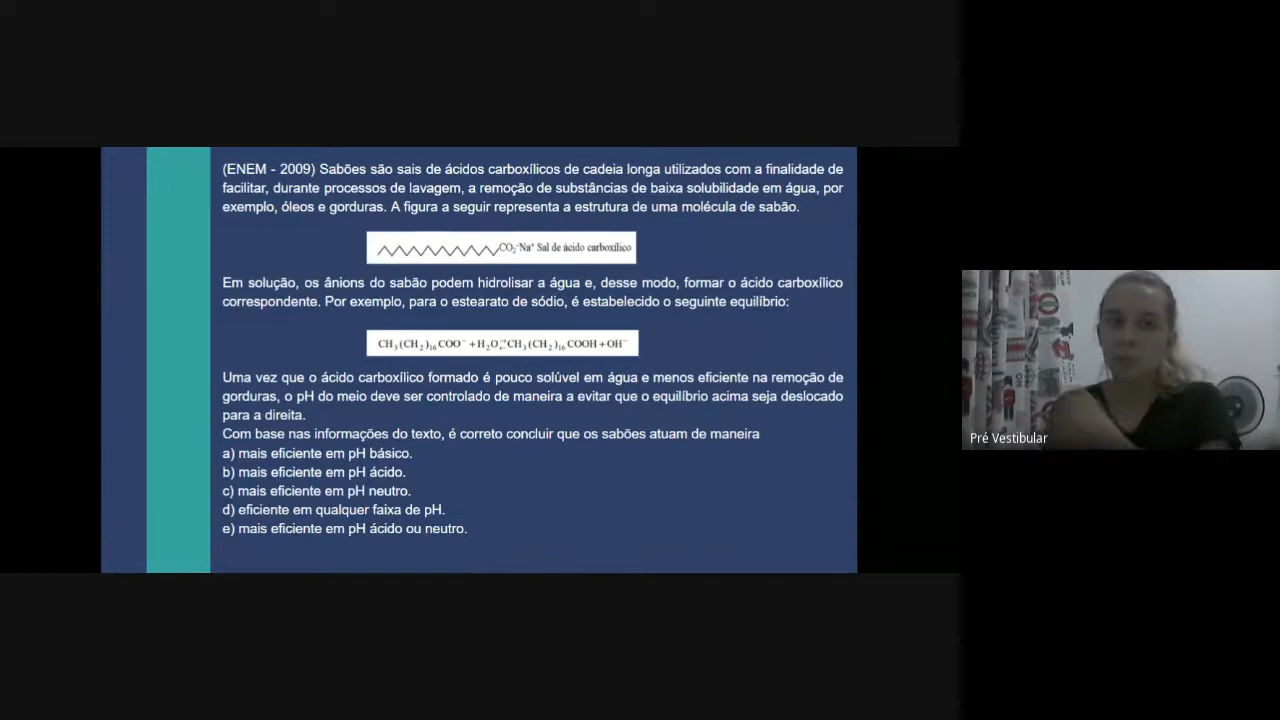 (ENEM - 2009) Sabões são sais de ácidos carboxílicos de cadeia longa utilizados com a finalidade de
facilitar, durante processos de lavagem, a remoção de substâncias de baixa solubilidade em água, por
exemplo, óleos e gorduras. A figura a seguir representa a estrutura de uma molécula de sabão.
CO₂⁻Na⁺ Sal de ácido carboxílico
Em solução, os ânions do sabão podem hidrolisar a água e, desse modo, formar o ácido carboxílico
correspondente. Por exemplo, para o estearato de sódio, é estabelecido o seguinte equilíbrio:
CH₃(CH₂)₁₆COO⁻ + H₂O ⇌ CH₃(CH₂)₁₆COOH + OH⁻
Uma vez que o ácido carboxílico formado é pouco solúvel em água e menos eficiente na remoção de
gorduras, o pH do meio deve ser controlado de maneira a evitar que o equilíbrio acima seja deslocado
para a direita.
Com base nas informações do texto, é correto concluir que os sabões atuam de maneira
a) mais eficiente em pH básico.
b) mais eficiente em pH ácido.
c) mais eficiente em pH neutro.
d) eficiente em qualquer faixa de pH.
e) mais eficiente em pH ácido ou neutro.
Pré Vestibular